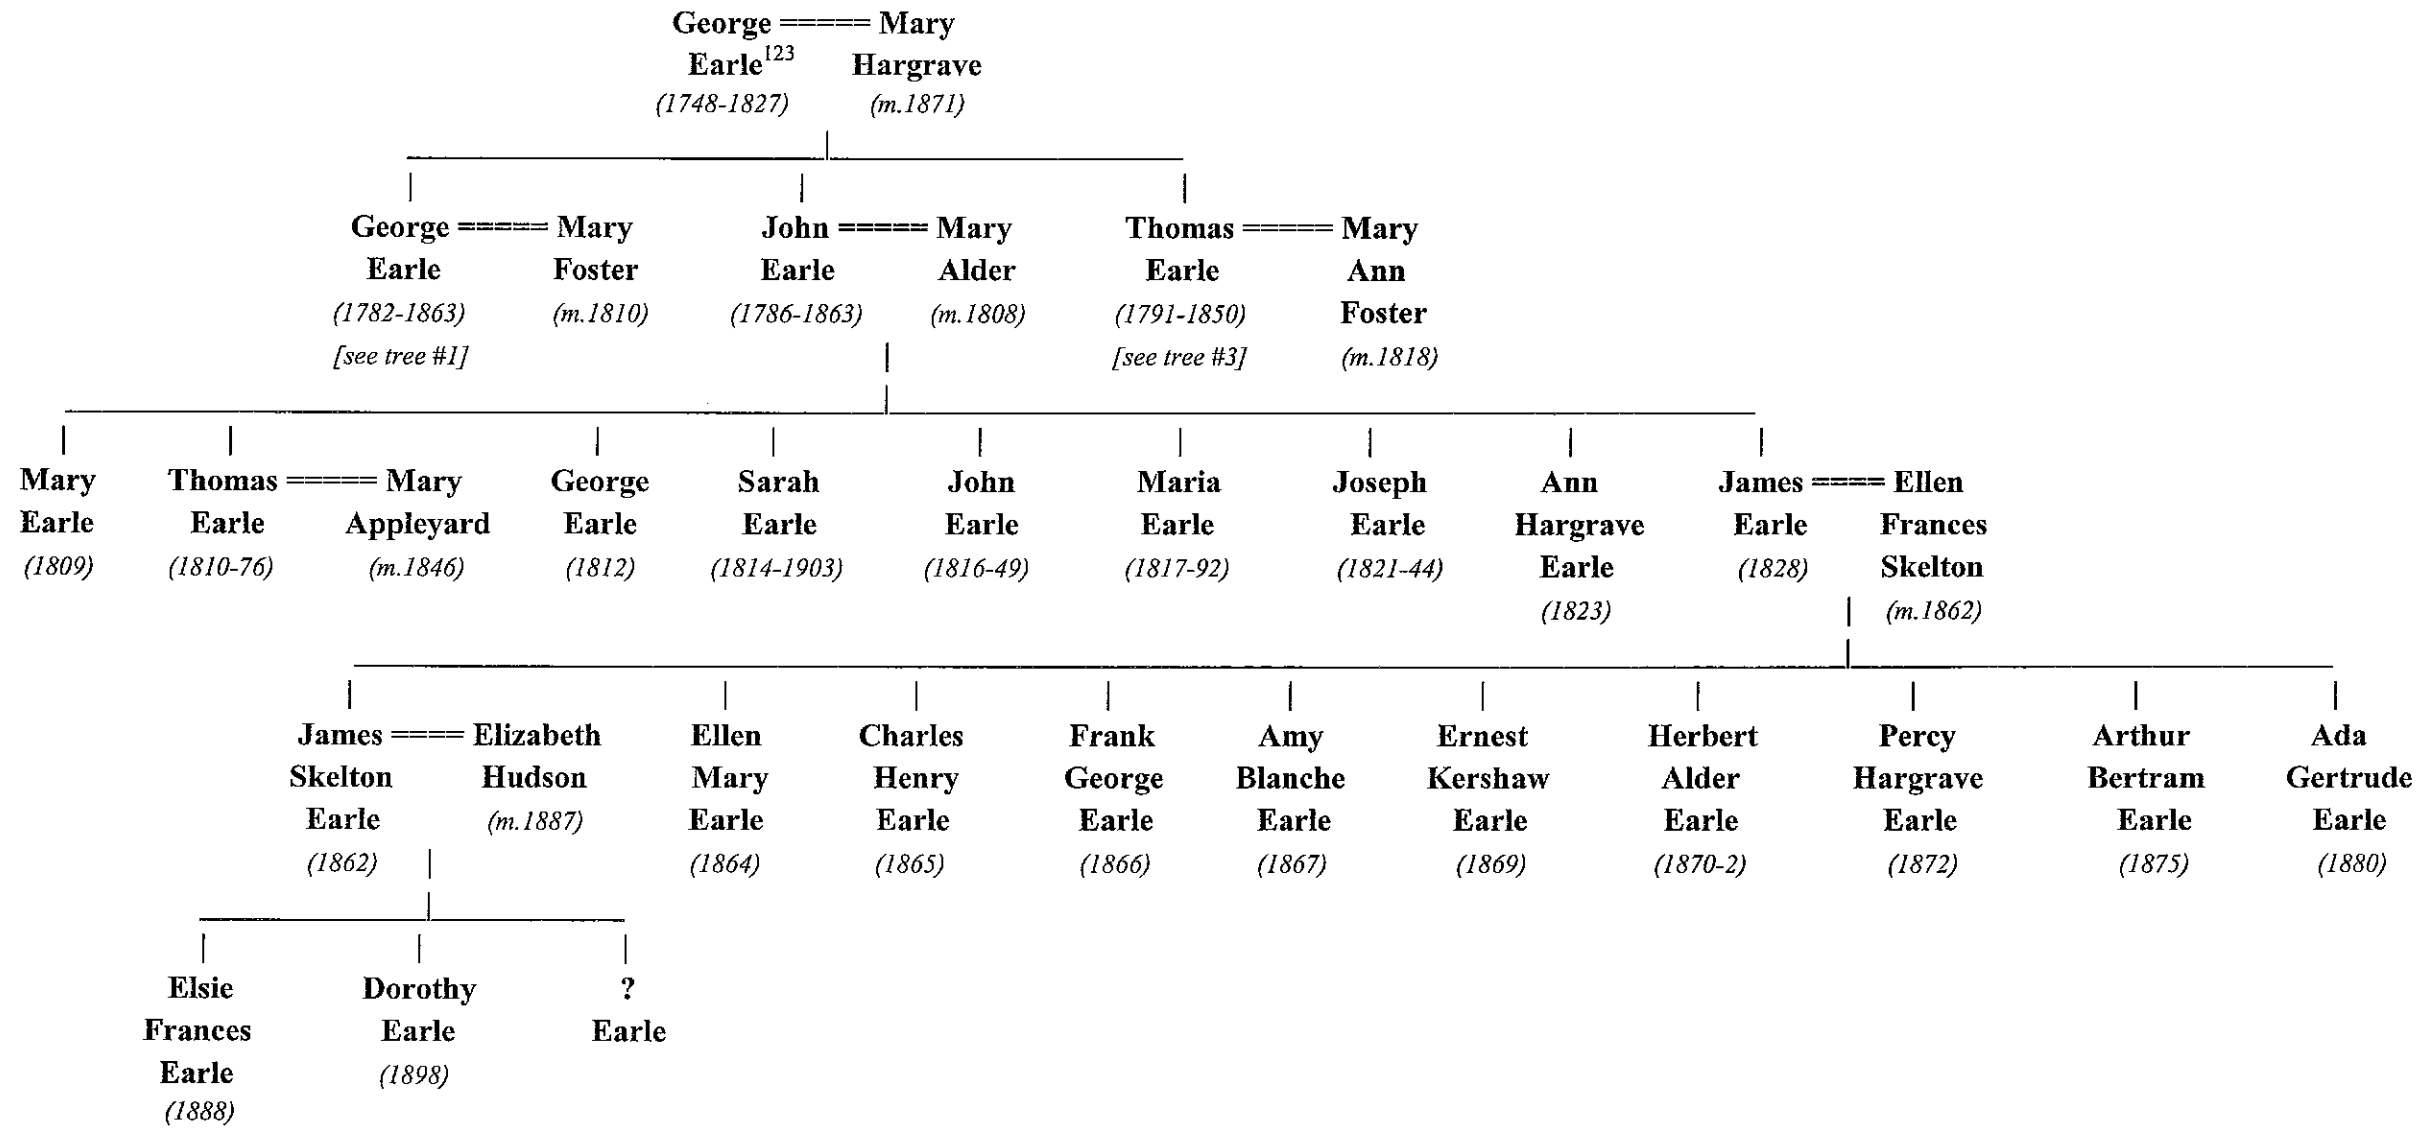 George ===== Mary
Earle123 Hargrave
(1748-1827) (m.1871)
George ===== Mary John ===== Mary Thomas ===== Mary
Earle Foster Earle Alder Earle Ann
(1782-1863) (m.1810) (1786-1863) (m.1808) (1791-1850) Foster
[see tree #1] [see tree #3] (m.1818)
Mary Thomas ===== Mary George Sarah John Maria Joseph Ann James ==== Ellen
Earle Earle Appleyard Earle Earle Earle Earle Earle Hargrave Earle Frances
(1809) (1810-76) (m.1846) (1812) (1814-1903) (1816-49) (1817-92) (1821-44) Earle (1828) Skelton
(1823) (m.1862)
James ==== Elizabeth Ellen Charles Frank Amy Ernest Herbert Percy Arthur Ada
Skelton Hudson Mary Henry George Blanche Kershaw Alder Hargrave Bertram Gertrude
Earle (m.1887) Earle Earle Earle Earle Earle Earle Earle Earle Earle
(1862) (1864) (1865) (1866) (1867) (1869) (1870-2) (1872) (1875) (1880)
Elsie Dorothy ?
Frances Earle Earle
Earle (1898)
(1888)